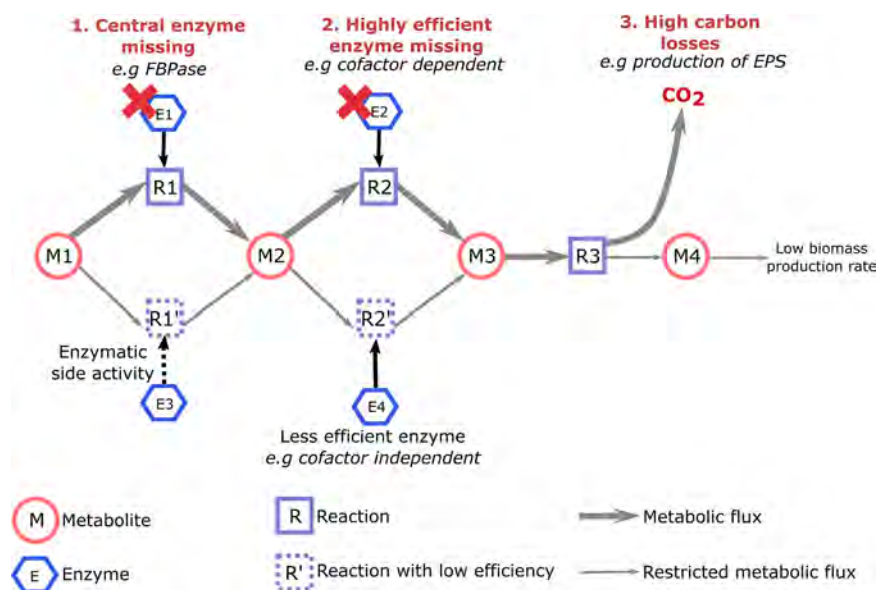 1. Central enzyme
missing
e.g FBPase
2. Highly efficient
enzyme missing
e.g cofactor dependent
3. High carbon
losses
e.g production of EPS
CO2
E1
E2
R1
R2
M1
M2
M3
R3
M4
Low biomass
production rate
R1'
R2'
Enzymatic
side activity
E3
E4
Less efficient enzyme
e.g cofactor independent
M Metabolite
R Reaction
Metabolic flux
E Enzyme
R' Reaction with low efficiency
Restricted metabolic flux